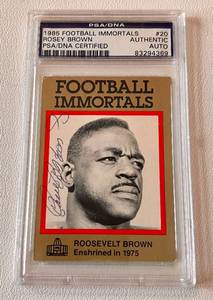 PSA/DNA
1985 FOOTBALL IMMORTALS #20
ROSEY BROWN AUTHENTIC
PSA/DNA CERTIFIED AUTO
83294369
FOOTBALL
IMMORTALS
ROOSEVELT BROWN
Enshrined in 1975